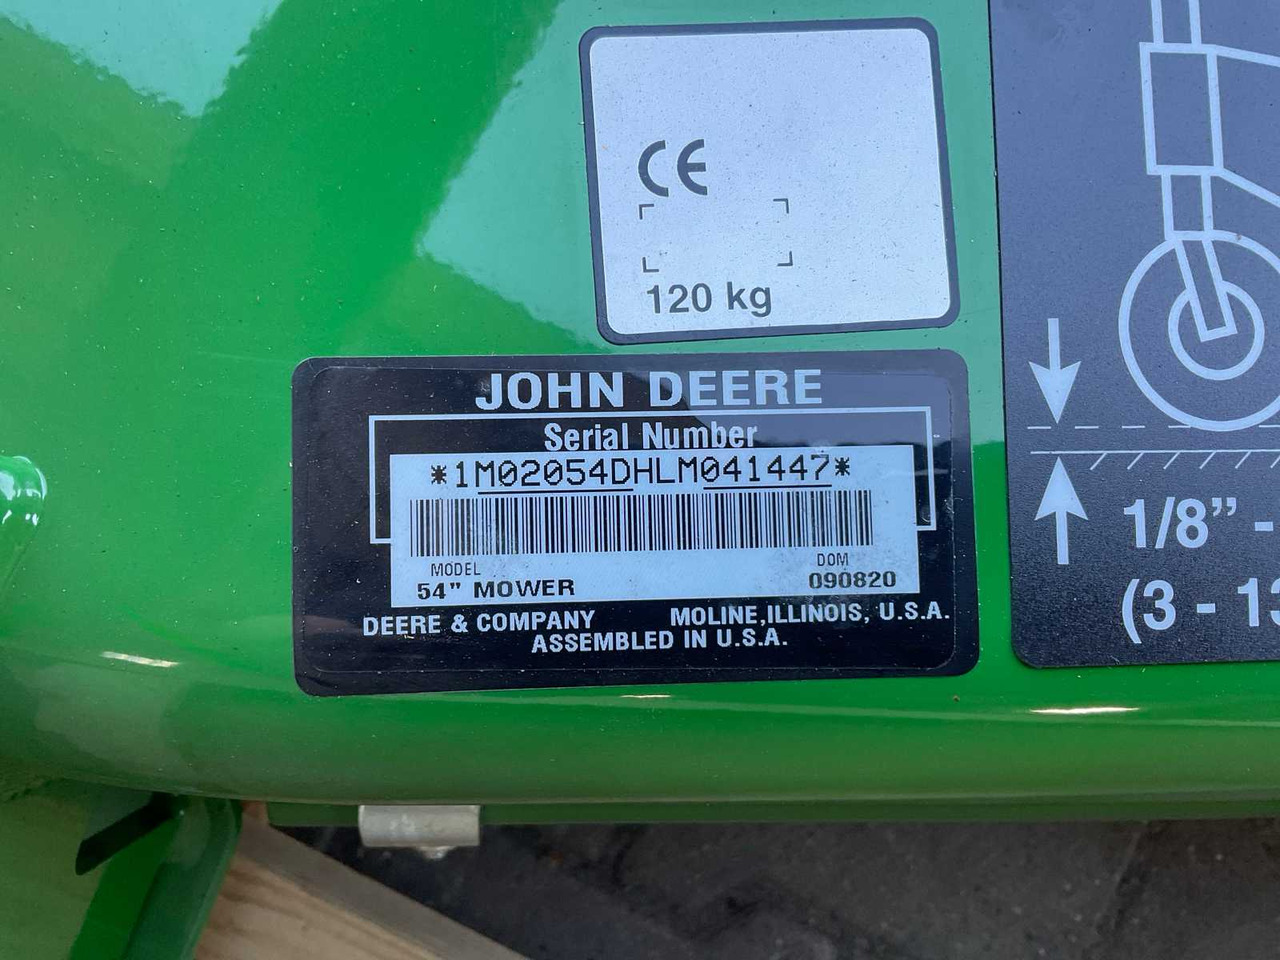 CE
120 kg
JOHN DEERE
Serial Number
*1M02054DHLM041447*
MODEL
DOM
54" MOWER
090820
DEERE & COMPANY MOLINE, ILLINOIS, U.S.A.
ASSEMBLED IN U.S.A.
1/8” -
(3 - 13